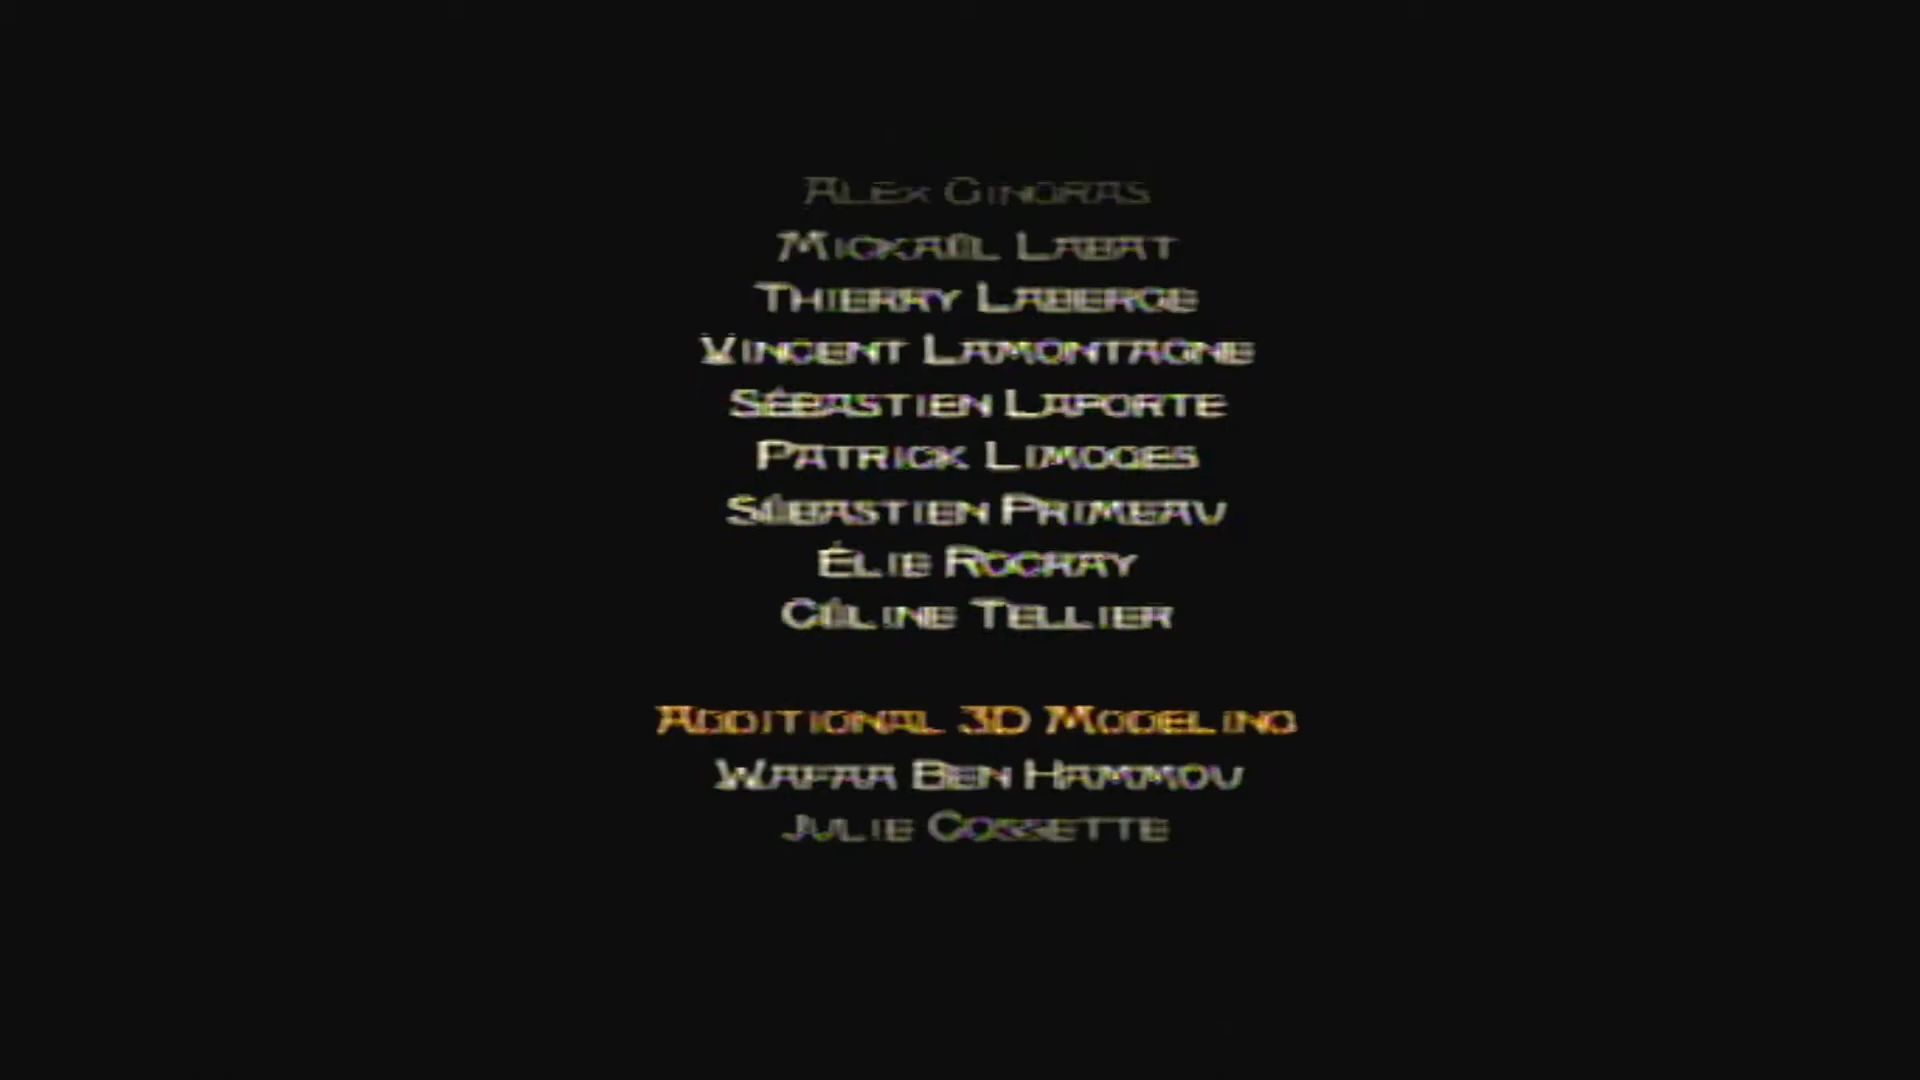 Alex Gingras
Mickaël Labat
Thierry Laberge
Vincent Lamontagne
Sébastien Laporte
Patrick Limoges
Sébastien Primeau
Élie Rocray
Céline Tellier
Additional 3D Modeling
Wafaa Ben Hammou
Julie Cossette